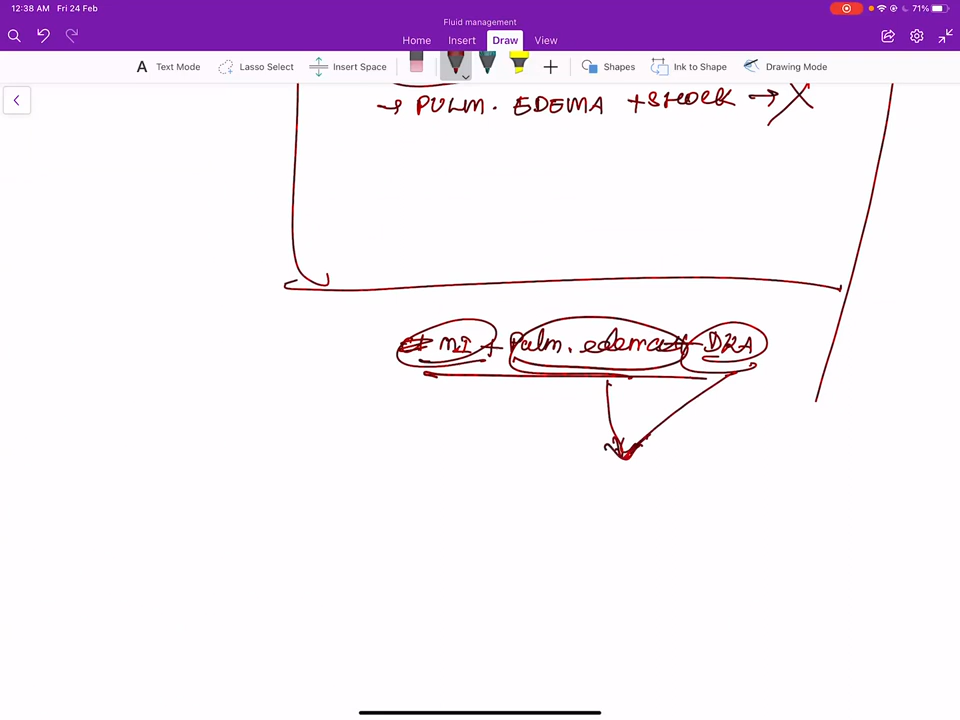 12:38 AM Fri 24 Feb 71%
Fluid management
Home Insert Draw View
Text Mode Lasso Select Insert Space Shapes Ink to Shape Drawing Mode
→ PULM. EDEMA + SHOCK → X
MI + Pulm. edema + DKA